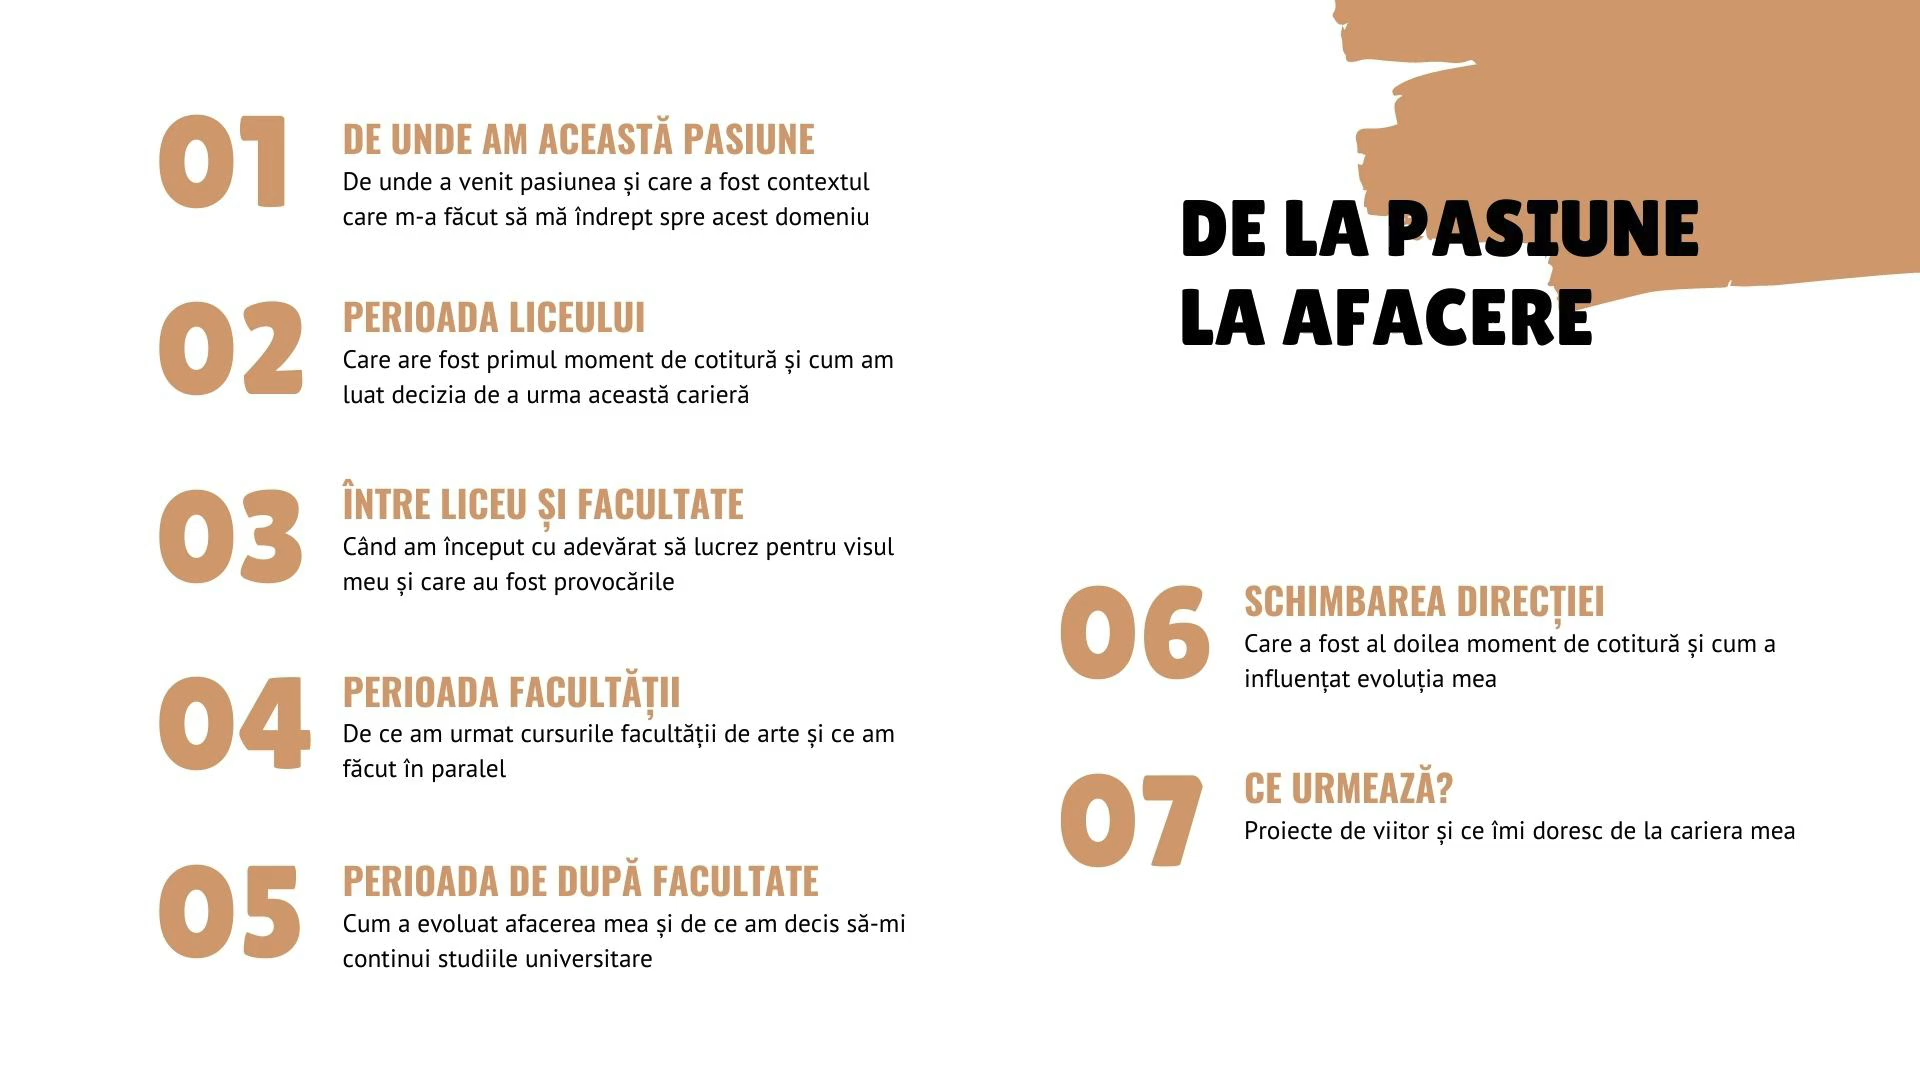 DE LA PASIUNE
LA AFACERE
01
DE UNDE AM ACEASTĂ PASIUNE
De unde a venit pasiunea și care a fost contextul
care m-a făcut să mă îndrept spre acest domeniu
02
PERIOADA LICEULUI
Care are fost primul moment de cotitură și cum am
luat decizia de a urma această carieră
03
ÎNTRE LICEU ȘI FACULTATE
Când am început cu adevărat să lucrez pentru visul
meu și care au fost provocările
04
PERIOADA FACULTĂȚII
De ce am urmat cursurile facultății de arte și ce am
făcut în paralel
05
PERIOADA DE DUPĂ FACULTATE
Cum a evoluat afacerea mea și de ce am decis să-mi
continui studiile universitare
06
SCHIMBAREA DIRECȚIEI
Care a fost al doilea moment de cotitură și cum a
influențat evoluția mea
07
CE URMEAZĂ?
Proiecte de viitor și ce îmi doresc de la cariera mea